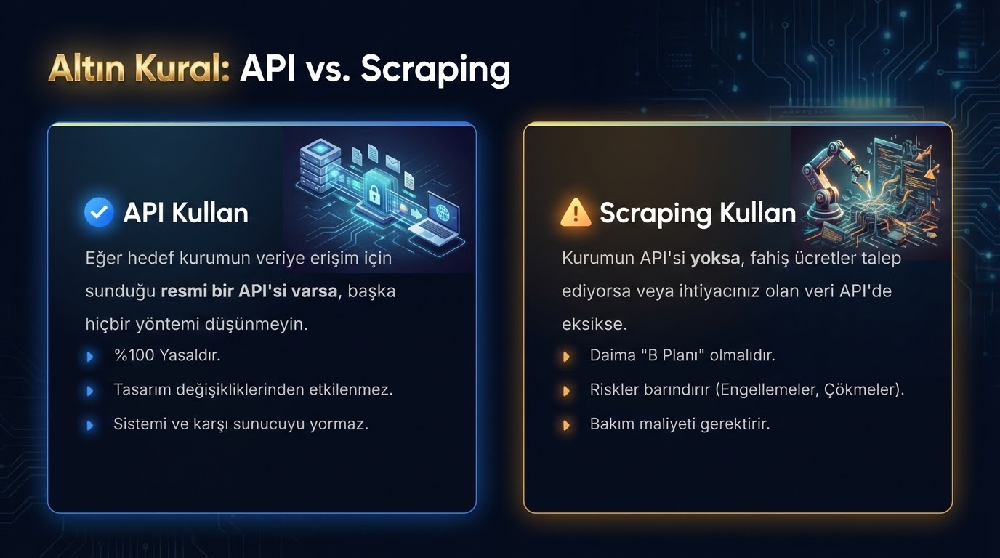 Altın Kural: API vs. Scraping
API Kullan
Eğer hedef kurumun veriye erişim için
sunduğu resmi bir API'si varsa, başka
hiçbir yöntemi düşünmeyin.
%100 Yasaldır.
Tasarım değişikliklerinden etkilenmez.
Sistemi ve karşı sunucuyu yormaz.
Scraping Kullan
Kurumun API'si yoksa, fahiş ücretler talep
ediyorsa veya ihtiyacınız olan veri API'de
eksikse.
Daima "B Planı" olmalıdır.
Riskler barındırır (Engellemeler, Çökmeler).
Bakım maliyeti gerektirir.